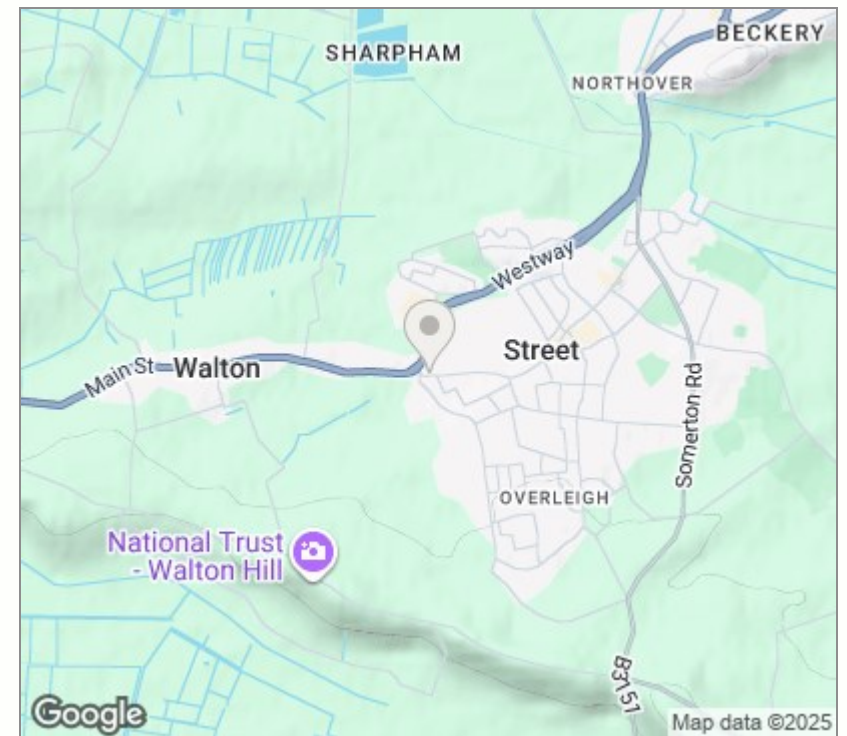 BECKERY
SHARPHAM
NORTHOVER
Westway
Street
Main St
Walton
Somerton Rd
OVERLEIGH
National Trust
- Walton Hill
B3151
Google
Map data ©2025